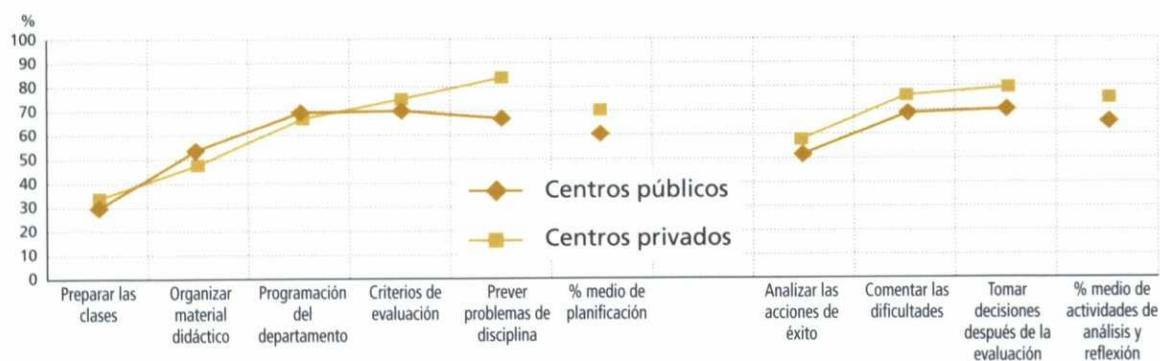 %
100
90
80
70
60
50
40
30
20
10
0
Centros públicos
Centros privados
Preparar las
clases
Organizar
material
didáctico
Programación
del
departamento
Criterios de
evaluación
Prever
problemas de
disciplina
% medio de
planificación
Analizar las
acciones de
éxito
Comentar las
dificultades
Tomar
decisiones
después de la
evaluación
% medio de
actividades de
análisis y
reflexión